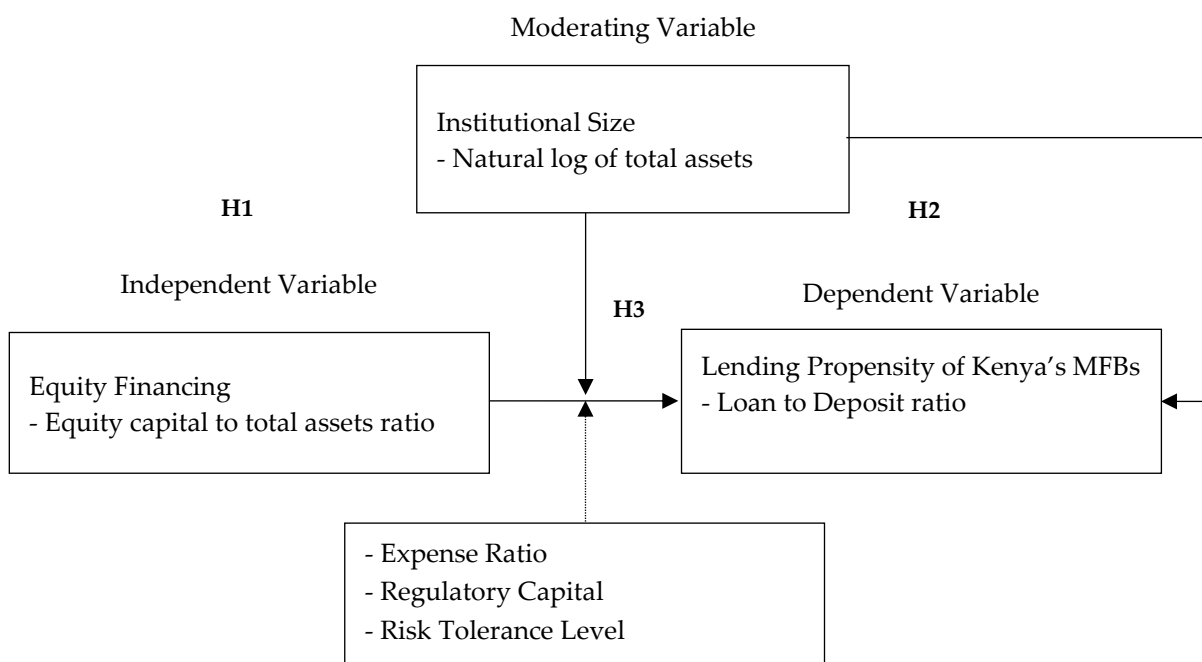 Moderating Variable
Institutional Size
- Natural log of total assets
H1
H2
Independent Variable
H3
Dependent Variable
Equity Financing
- Equity capital to total assets ratio
Lending Propensity of Kenya’s MFBs
- Loan to Deposit ratio
- Expense Ratio
- Regulatory Capital
- Risk Tolerance Level